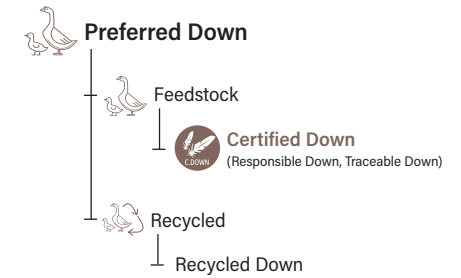 Preferred Down
Feedstock
C.DOWN
Certified Down
(Responsible Down, Traceable Down)
Recycled
Recycled Down